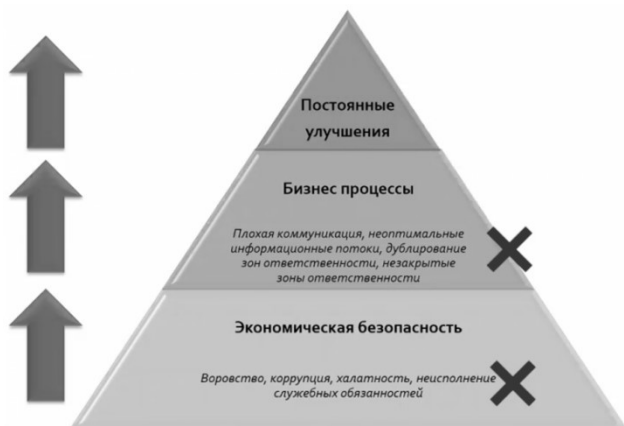 Постоянные
улучшения
Бизнес процессы
Плохая коммуникация, неоптимальные
информационные потоки, дублирование
зон ответственности, незакрытые
зоны ответственности
Экономическая безопасность
Воровство, коррупция, халатность, неисполнение
служебных обязанностей